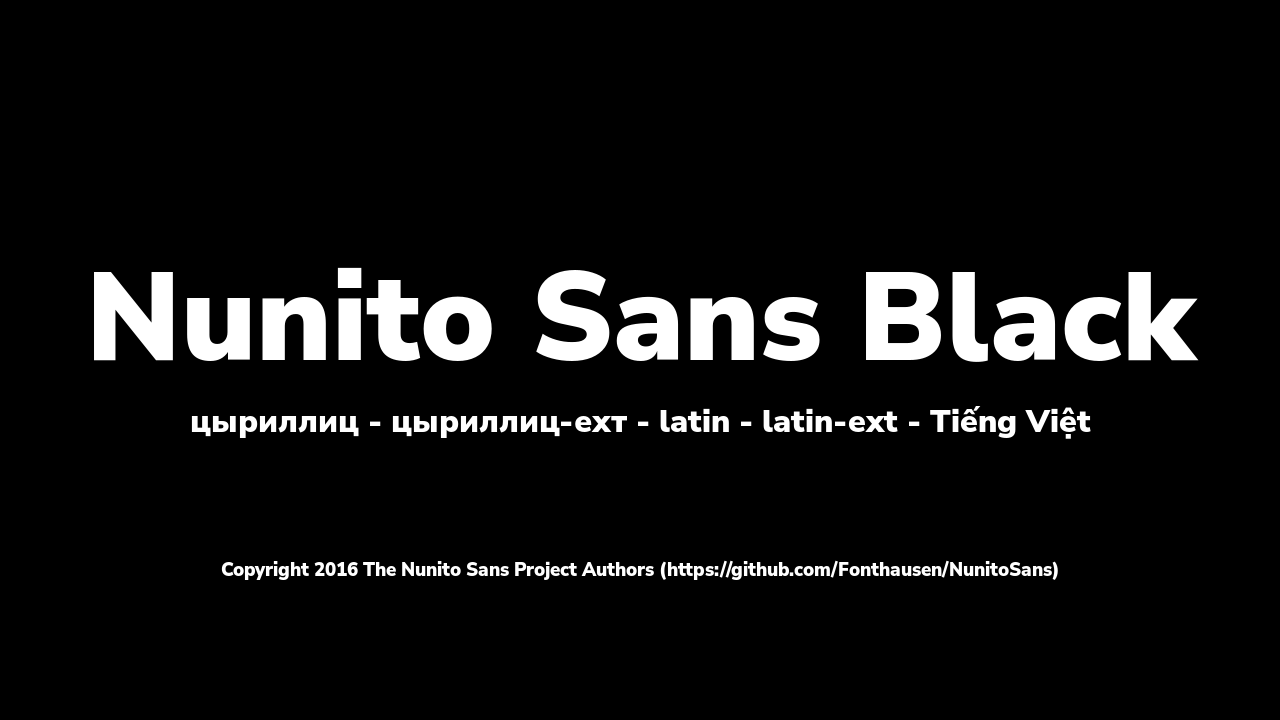 Nunito Sans Black
цыриллиц - цыриллиц-ехт - latin - latin-ext - Tiếng Việt
Copyright 2016 The Nunito Sans Project Authors (https://github.com/Fonthausen/NunitoSans)